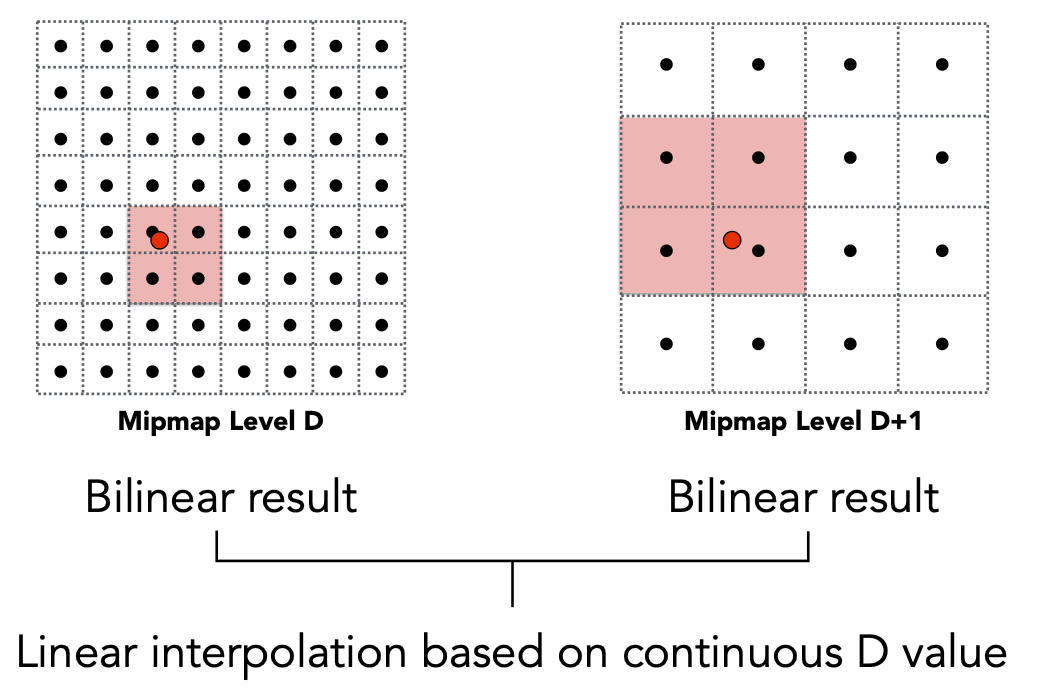 Mipmap Level D
Mipmap Level D+1
Bilinear result
Bilinear result
Linear interpolation based on continuous D value